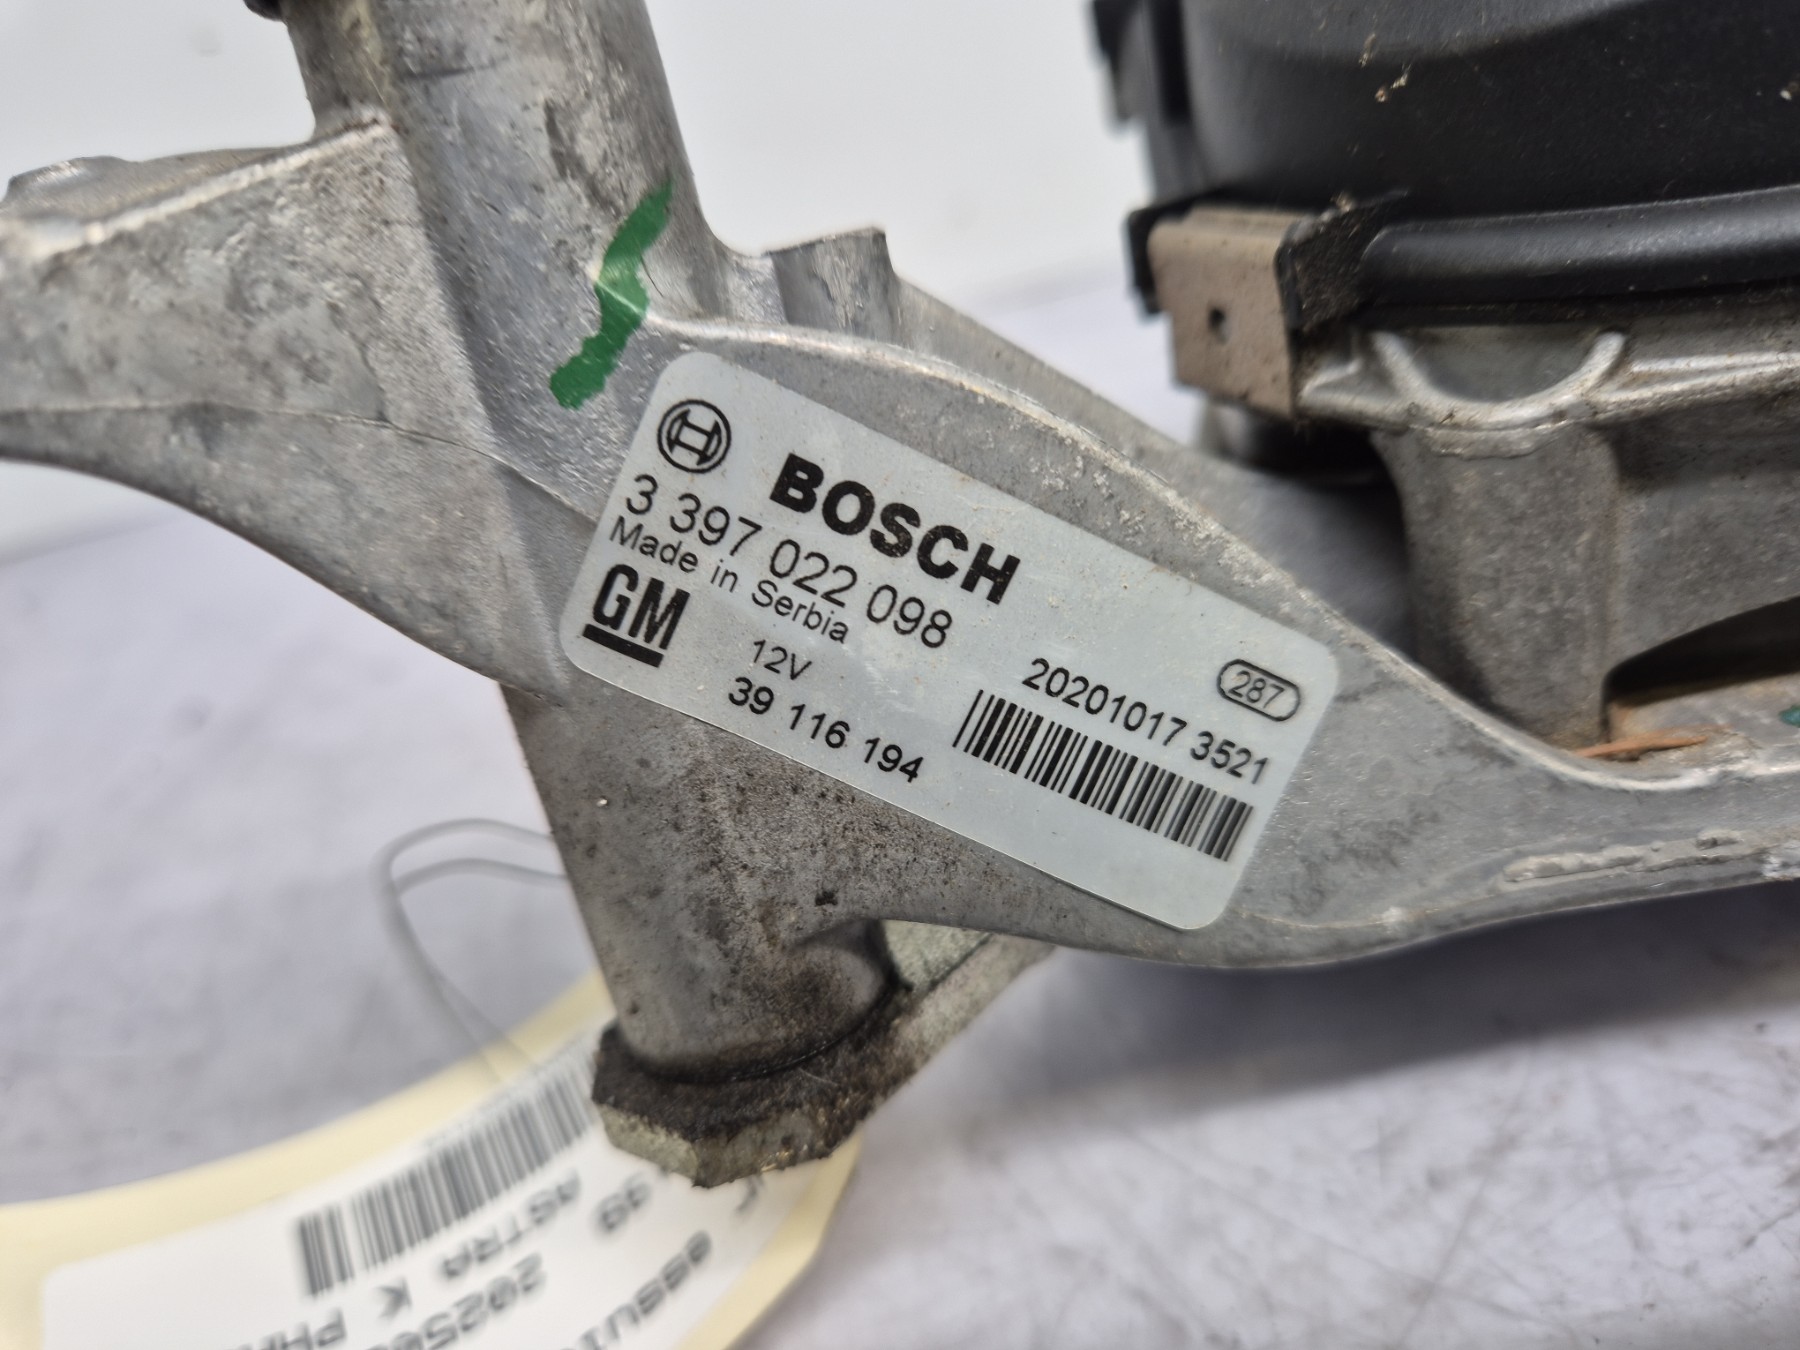 BOSCH
3 397 022 098
Made in Serbia
GM
12V
39 116 194
287
20201017 3521
ASTRA K